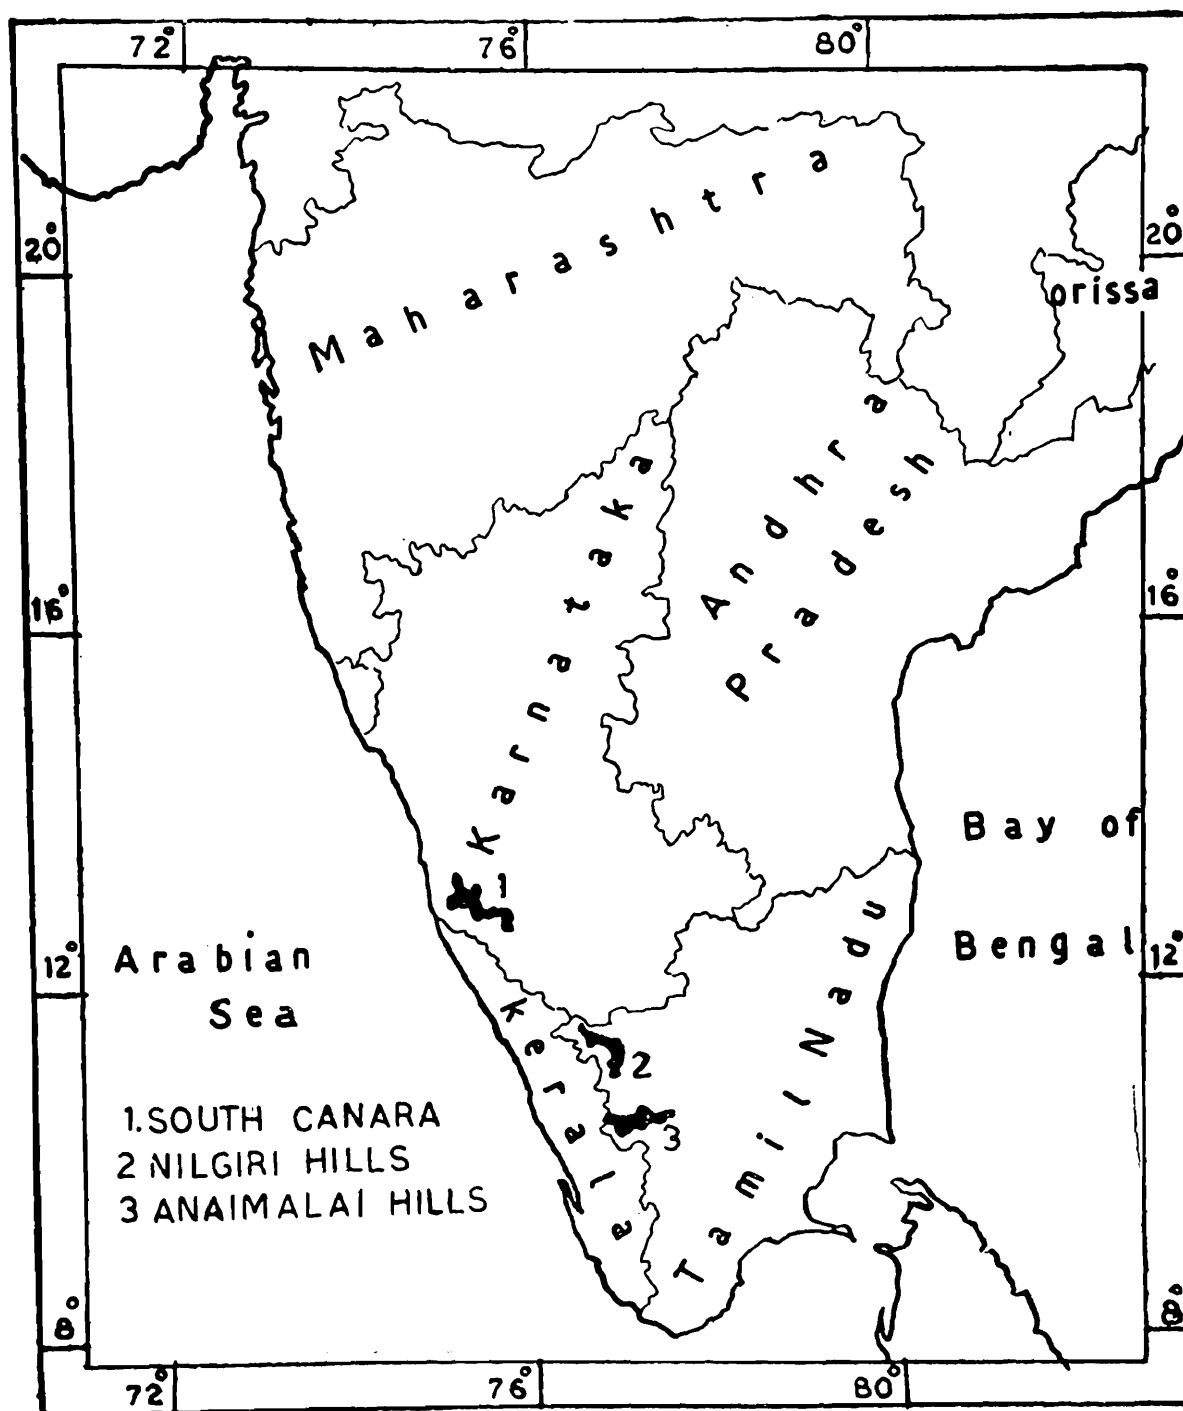 72° 76° 80°
20° 20°
Maharashtra
orissa
Andhra
Pradesh
16° 16°
Karnataka
Bay of
Bengal
1
Arabian
Sea
12° 12°
kerala
Tamil Nadu
2
3
1.SOUTH CANARA
2 NILGIRI HILLS
3 ANAIMALAI HILLS
8° 8°
72° 76° 80°